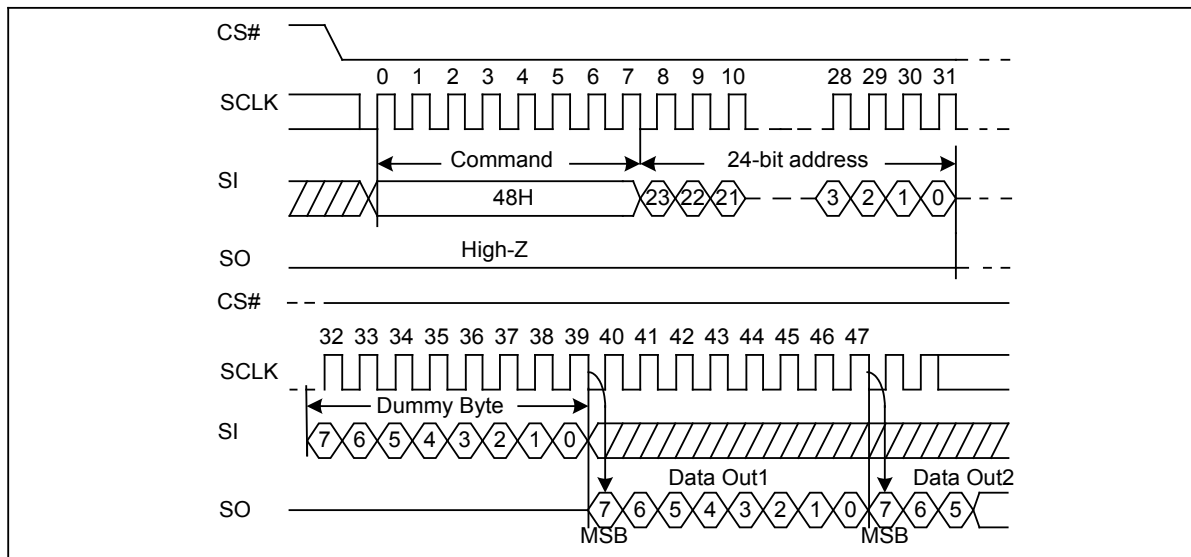 CS#
0 1 2 3 4 5 6 7 8 9 10 28 29 30 31
SCLK
Command 24-bit address
SI
48H 23 22 21 3 2 1 0
High-Z
SO
CS#
32 33 34 35 36 37 38 39 40 41 42 43 44 45 46 47
SCLK
Dummy Byte
SI
7 6 5 4 3 2 1 0
Data Out1 Data Out2
SO
7 6 5 4 3 2 1 0 7 6 5
MSB MSB